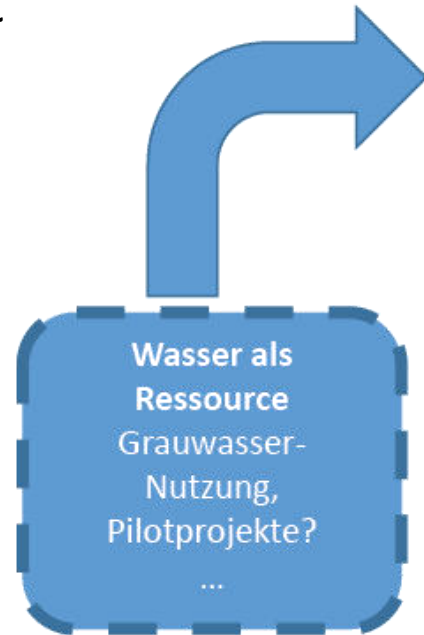 Wasser als
Ressource
Grauwasser-
Nutzung,
Pilotprojekte?
...